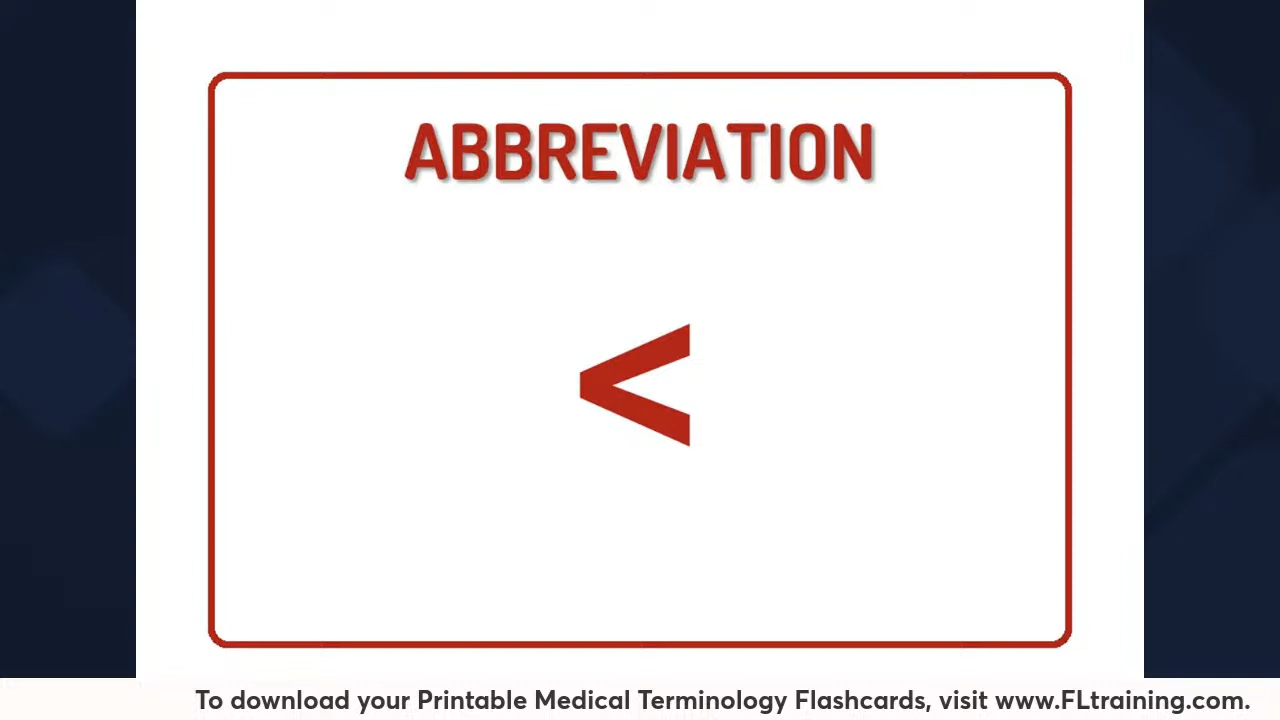 ABBREVIATION
<
To download your Printable Medical Terminology Flashcards, visit www.FLtraining.com.